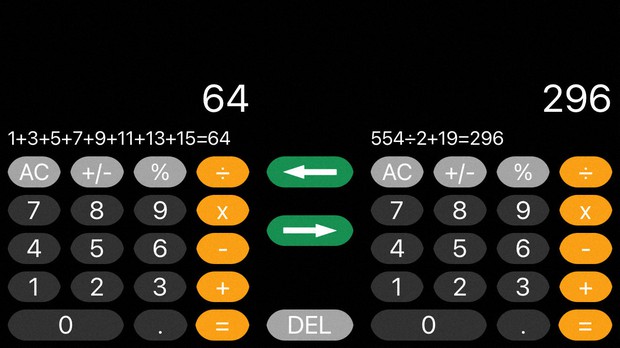 64 296
1+3+5+7+9+11+13+15=64 554÷2+19=296
AC +/- % ÷ AC +/- % ÷
7 8 9 x 7 8 9 x
4 5 6 - 4 5 6 -
1 2 3 + 1 2 3 +
0 . = DEL 0 . =